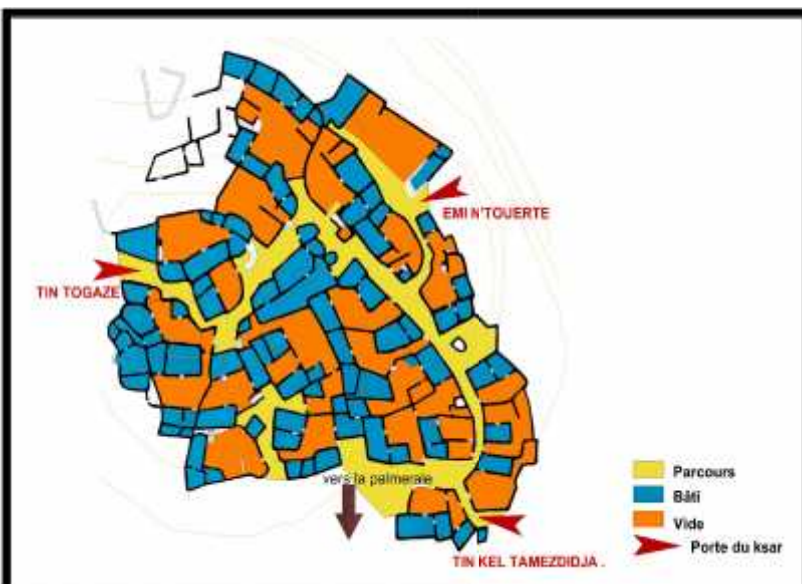 EMI N'TOUERTE
TIN TOGAZE
vers la palmeraie
TIN KEL TAMEZDIDJA .
Parcours
Bâti
Vide
Porte du ksar